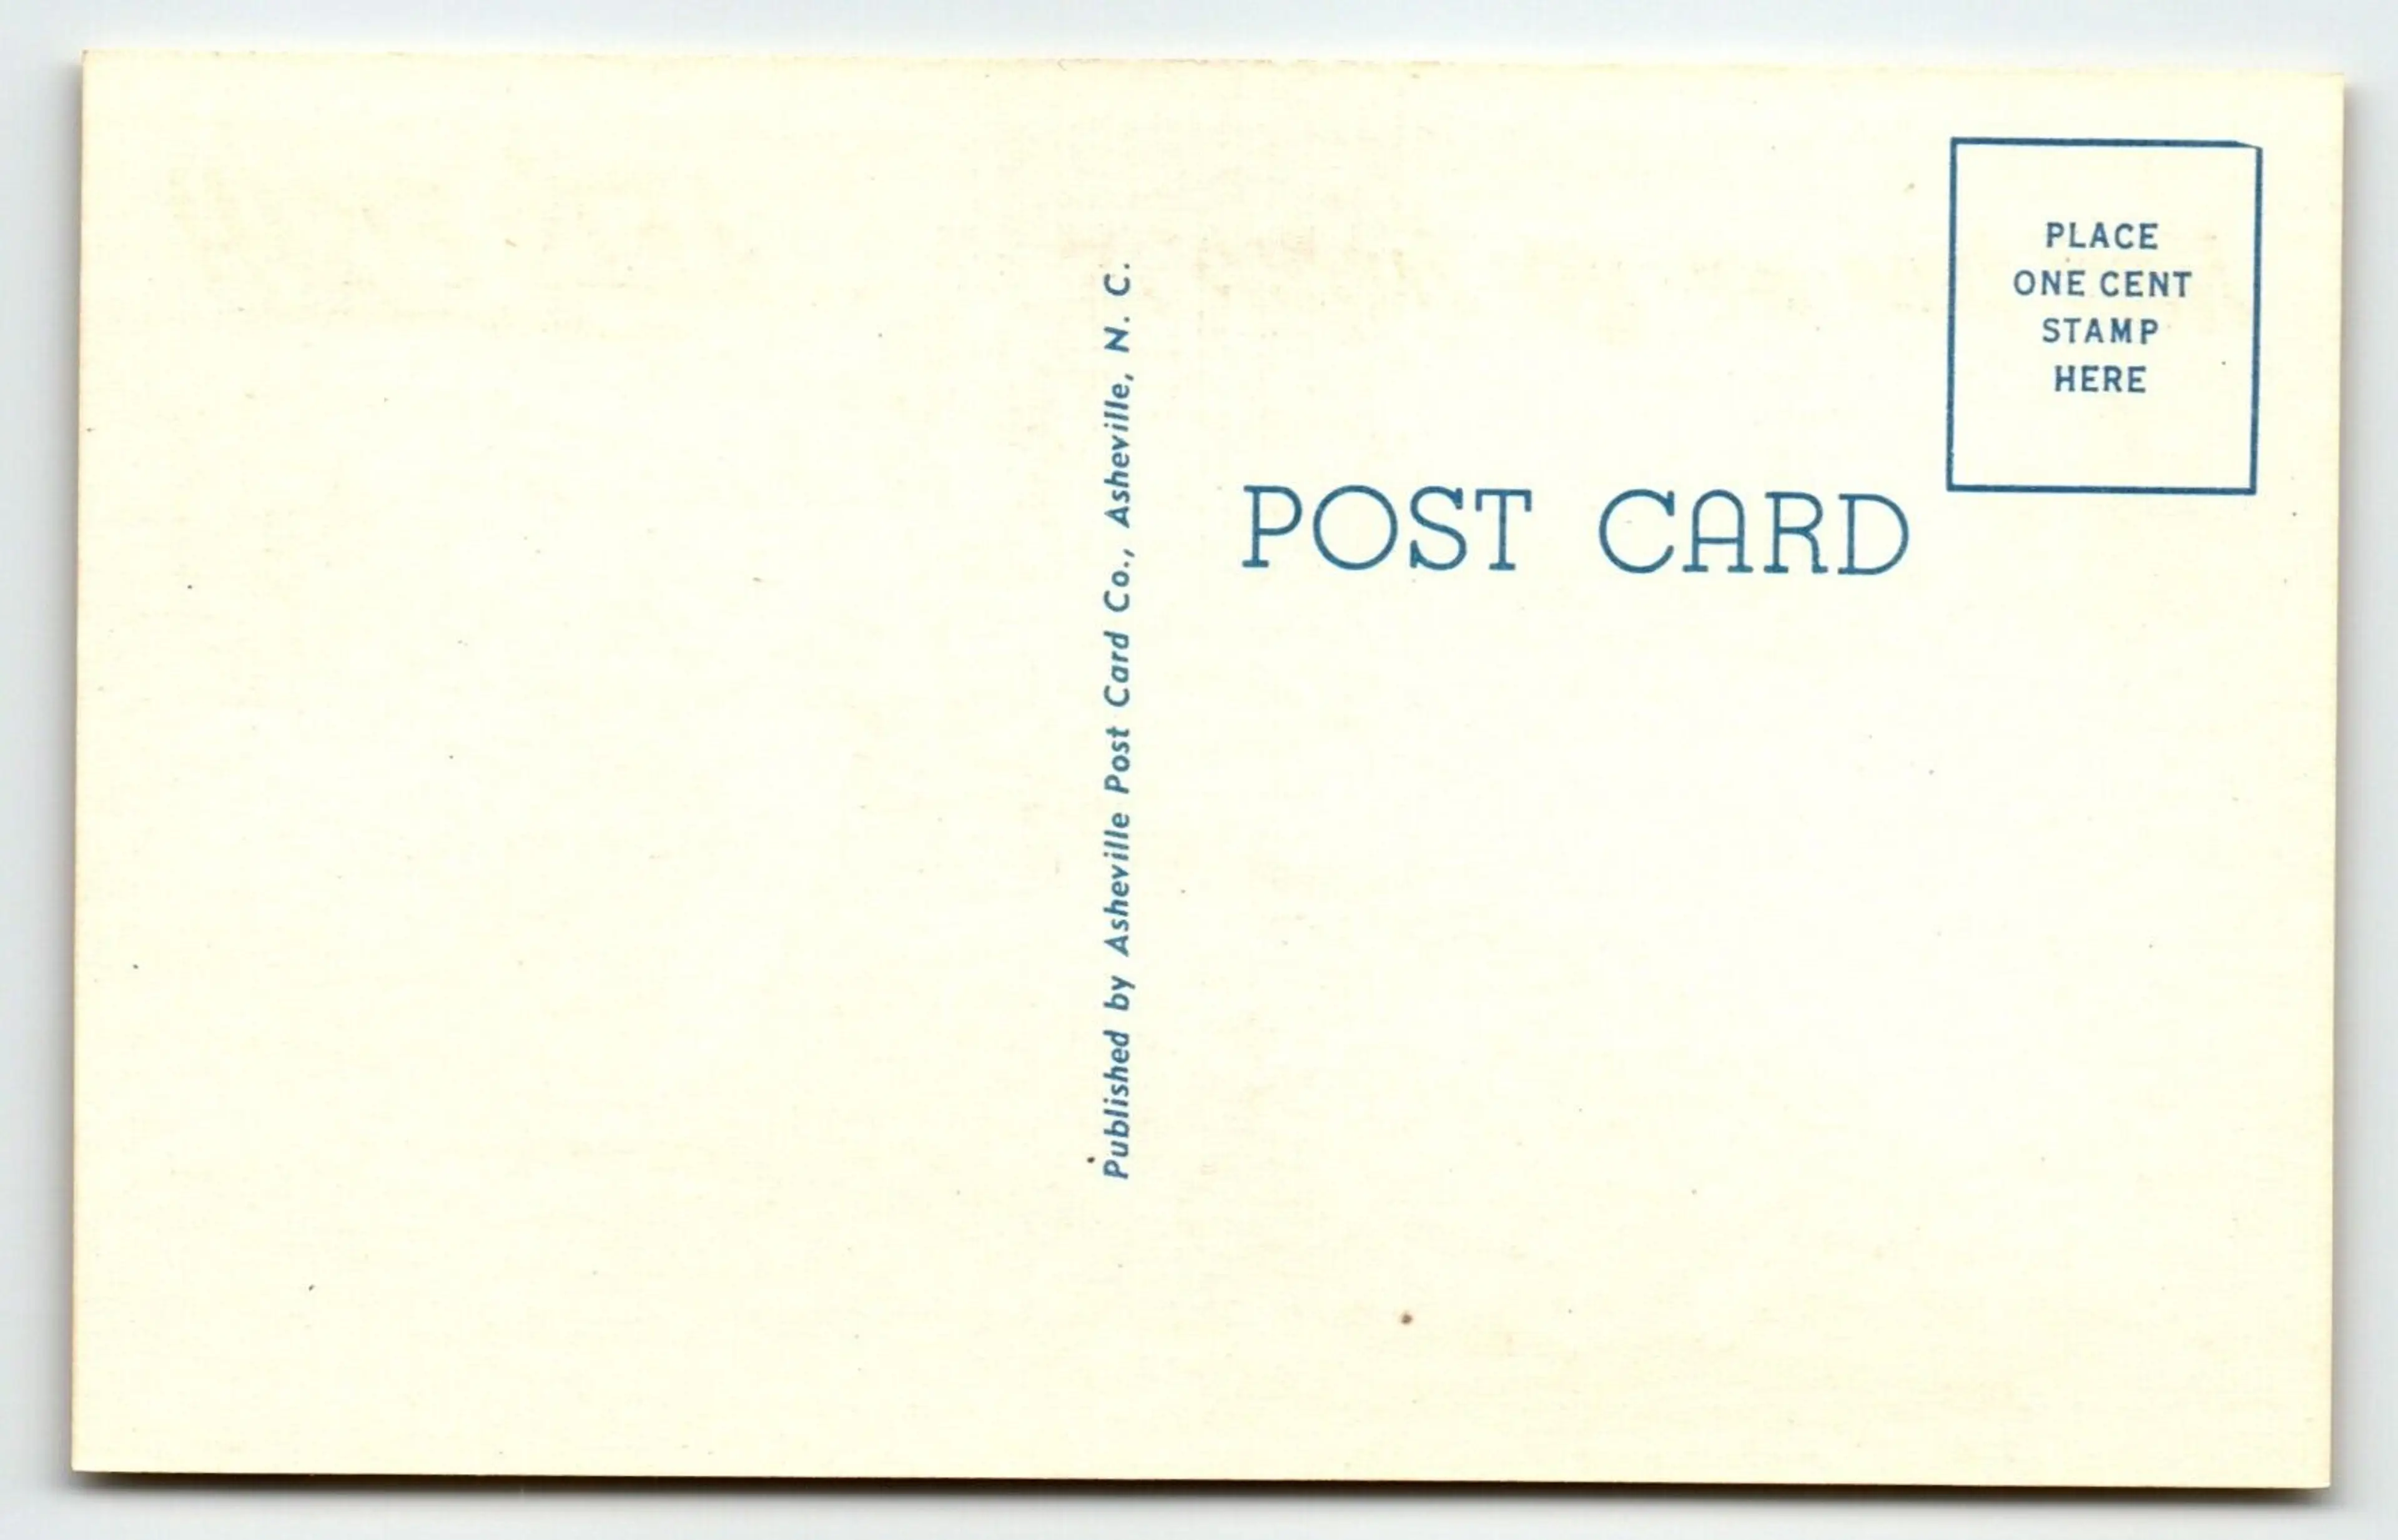 Published by Asheville Post Card Co., Asheville, N. C.
POST CARD
PLACE
ONE CENT
STAMP
HERE